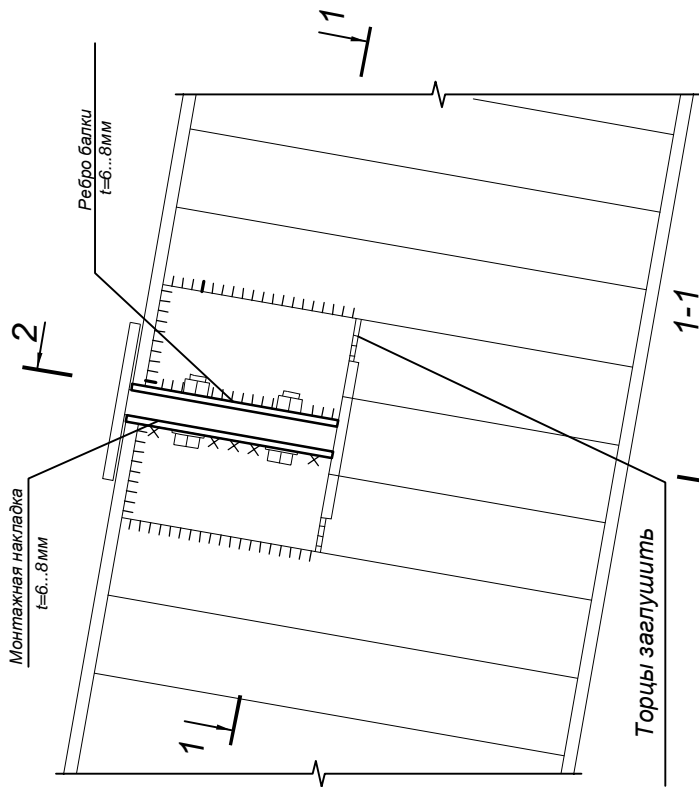 Монтажная накладка
t=6...8мм
2
Ребро балки
t=6...8мм
1
1
Торцы заглушить
1-1